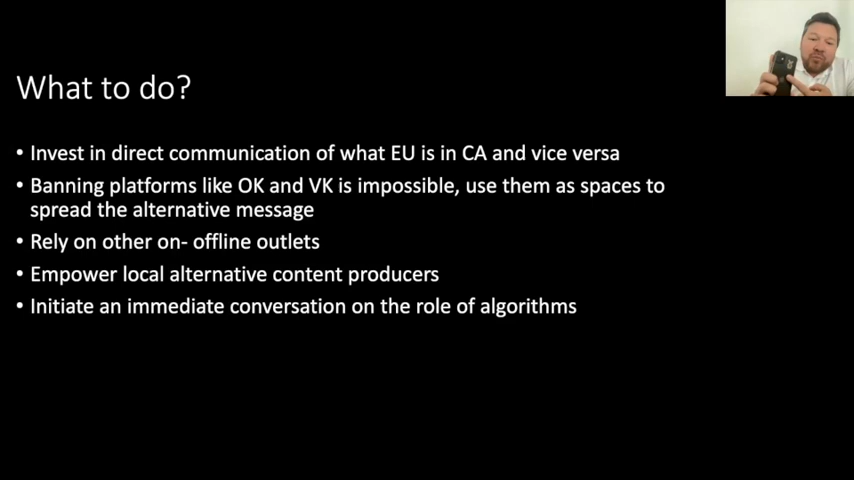 What to do?
• Invest in direct communication of what EU is in CA and vice versa
• Banning platforms like OK and VK is impossible, use them as spaces to
spread the alternative message
• Rely on other on- offline outlets
• Empower local alternative content producers
• Initiate an immediate conversation on the role of algorithms